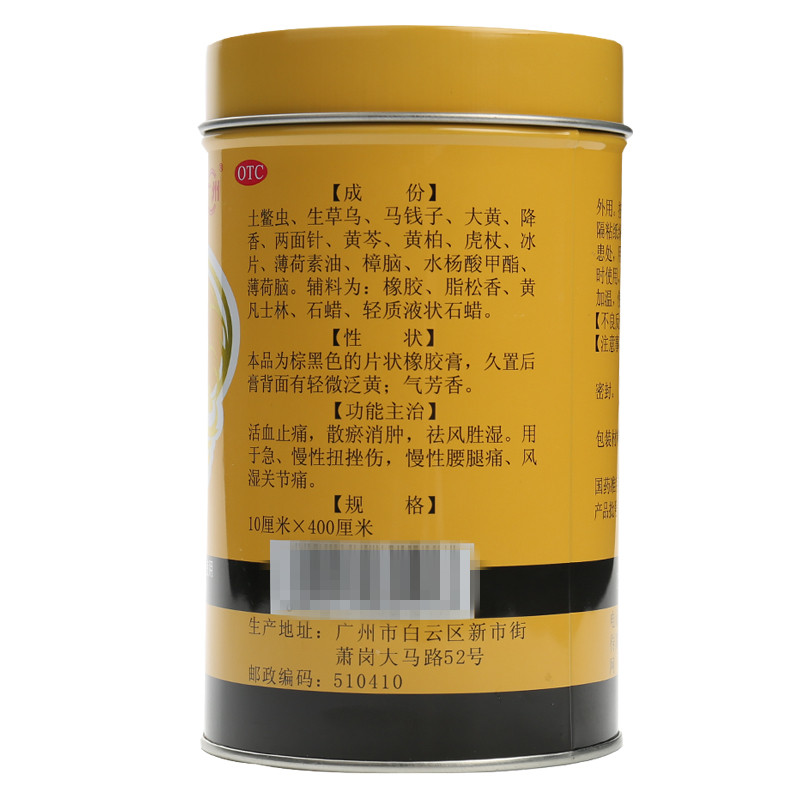 州®
OTC
【成 份】
土鳖虫、生草乌、马钱子、大黄、降
香、两面针、黄芩、黄柏、虎杖、冰
片、薄荷素油、樟脑、水杨酸甲酯、
薄荷脑。辅料为：橡胶、脂松香、黄
凡士林、石蜡、轻质液状石蜡。
【性 状】
本品为棕黑色的片状橡胶膏，久置后
膏背面有轻微泛黄；气芳香。
【功能主治】
活血止痛，散瘀消肿，祛风胜湿。用
于急、慢性扭挫伤，慢性腰腿痛、风
湿关节痛。
【规 格】
10厘米×400厘米
生产地址：广州市白云区新市街
萧岗大马路52号
邮政编码：510410
外用。
隔粘纸
患处，
时使用
加温，
【不良反
【注意事
密封。
包装材
国药准
产品批